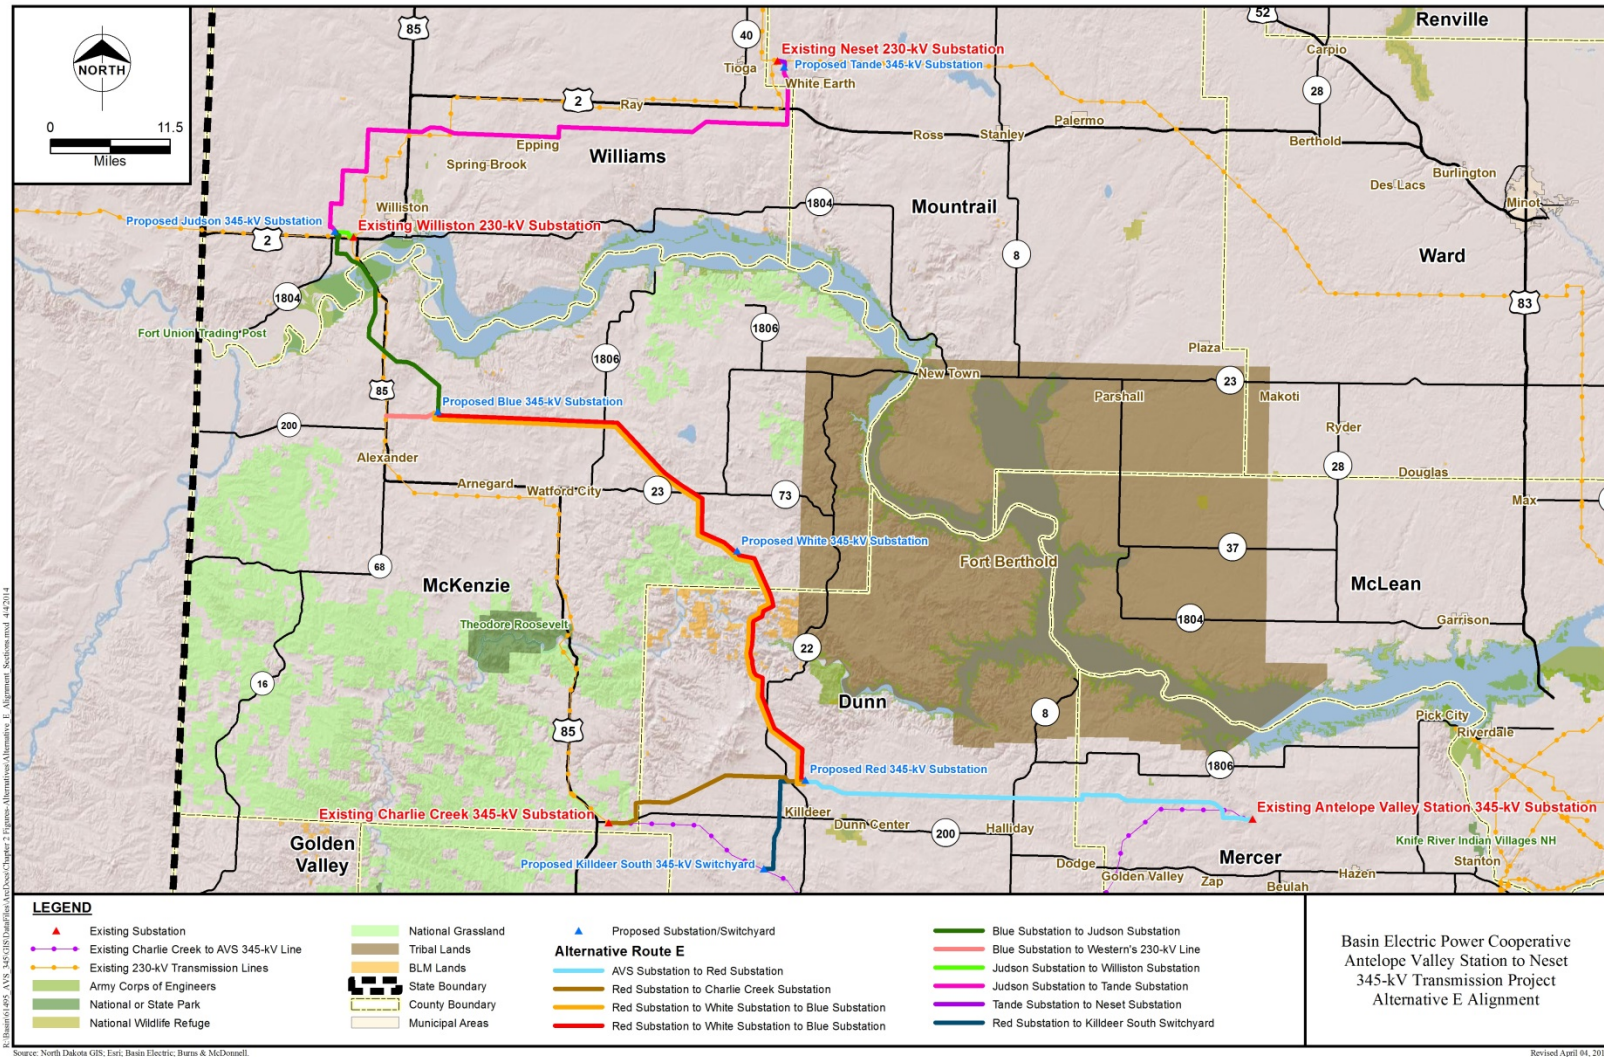 NORTH
0 11.5
Miles
85
40
52
Renville
Existing Neset 230-kV Substation
Proposed Tande 345-kV Substation
Tioga
White Earth
Carpio
28
2
Ray
Ross
Stanley
Palermo
Berthold
Epping
Spring Brook
Williams
Burlington
Des Lacs
Minot
Williston
1804
Mountrail
Proposed Judson 345-kV Substation
Existing Williston 230-kV Substation
2
8
Ward
1804
83
Fort Union Trading Post
1806
1806
Plaza
85
New Town
23
Parshall
Makoti
Proposed Blue 345-kV Substation
200
Ryder
Alexander
28
Douglas
Arnegard
Watford City
23
73
Max
Proposed White 345-kV Substation
37
Fort Berthold
68
McKenzie
McLean
Theodore Roosevelt
1804
Garrison
22
16
Dunn
8
Pick City
Riverdale
85
1806
Proposed Red 345-kV Substation
Existing Charlie Creek 345-kV Substation
Killdeer
Dunn Center
200
Halliday
Existing Antelope Valley Station 345-kV Substation
Golden
Valley
Knife River Indian Villages NH
Proposed Killdeer South 345-kV Switchyard
Dodge
Golden Valley
Mercer
Zap
Beulah
Hazen
Stanton
LEGEND
Existing Substation
Existing Charlie Creek to AVS 345-kV Line
Existing 230-kV Transmission Lines
Army Corps of Engineers
National or State Park
National Wildlife Refuge
National Grassland
Tribal Lands
BLM Lands
State Boundary
County Boundary
Municipal Areas
Proposed Substation/Switchyard
Alternative Route E
AVS Substation to Red Substation
Red Substation to Charlie Creek Substation
Red Substation to White Substation to Blue Substation
Red Substation to White Substation to Blue Substation
Blue Substation to Judson Substation
Blue Substation to Western's 230-kV Line
Judson Substation to Williston Substation
Judson Substation to Tande Substation
Tande Substation to Neset Substation
Red Substation to Killdeer South Switchyard
Basin Electric Power Cooperative
Antelope Valley Station to Neset
345-kV Transmission Project
Alternative E Alignment
Source: North Dakota GIS; Esri; Basin Electric; Burns & McDonnell.
Revised April 04, 201